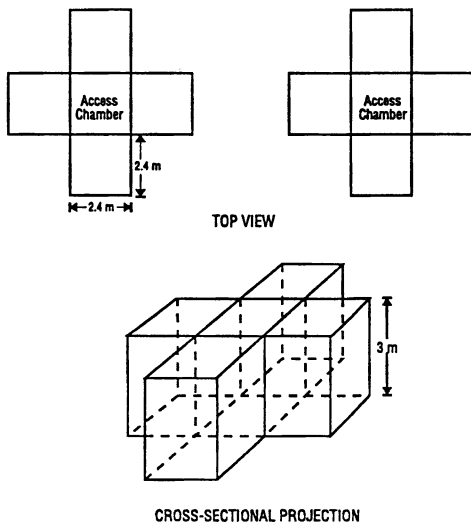 Access
Chamber
Access
Chamber
2.4 m
2.4 m
TOP VIEW
3 m
CROSS-SECTIONAL PROJECTION